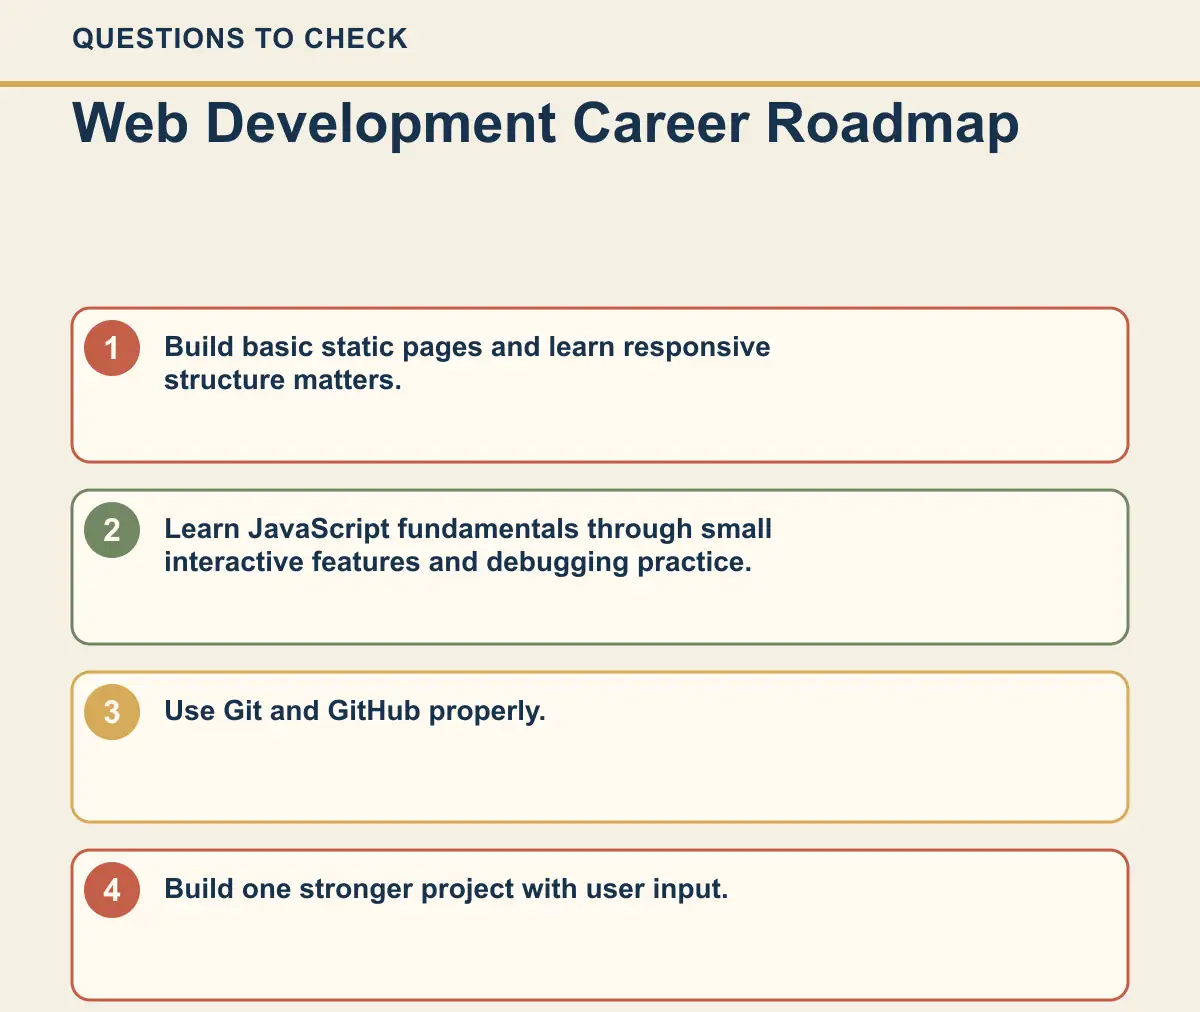 QUESTIONS TO CHECK
Web Development Career Roadmap
1
Build basic static pages and learn responsive
structure matters.
2
Learn JavaScript fundamentals through small
interactive features and debugging practice.
3
Use Git and GitHub properly.
4
Build one stronger project with user input.